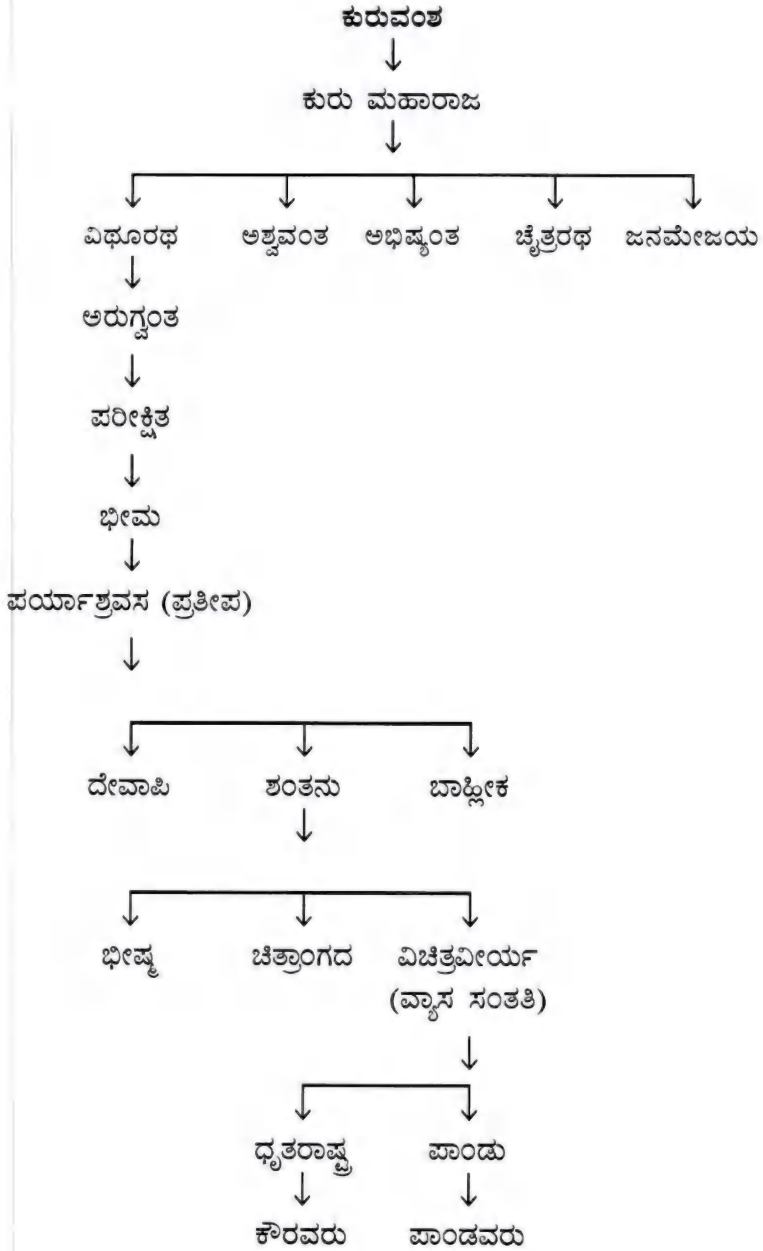 ಕುರುವಂಶ
ಕುರು ಮಹಾರಾಜ
ವಿಥೂರಥ ಅಶ್ವವಂತ ಅಭಿಷ್ಯಂತ ಚೈತ್ರರಥ ಜನಮೇಜಯ
ಅರುಗ್ವಂತ
ಪರೀಕ್ಷಿತ
ಭೀಮ
ಪರ್ಯಾಶ್ರವಸ (ಪ್ರತೀಪ)
ದೇವಾಪಿ ಶಂತನು ಬಾಹ್ಲೀಕ
ಭೀಷ್ಮ ಚಿತ್ರಾಂಗದ ವಿಚಿತ್ರವೀರ್ಯ
(ವ್ಯಾಸ ಸಂತತಿ)
ಧೃತರಾಷ್ಟ್ರ ಪಾಂಡು
ಕೌರವರು ಪಾಂಡವರು